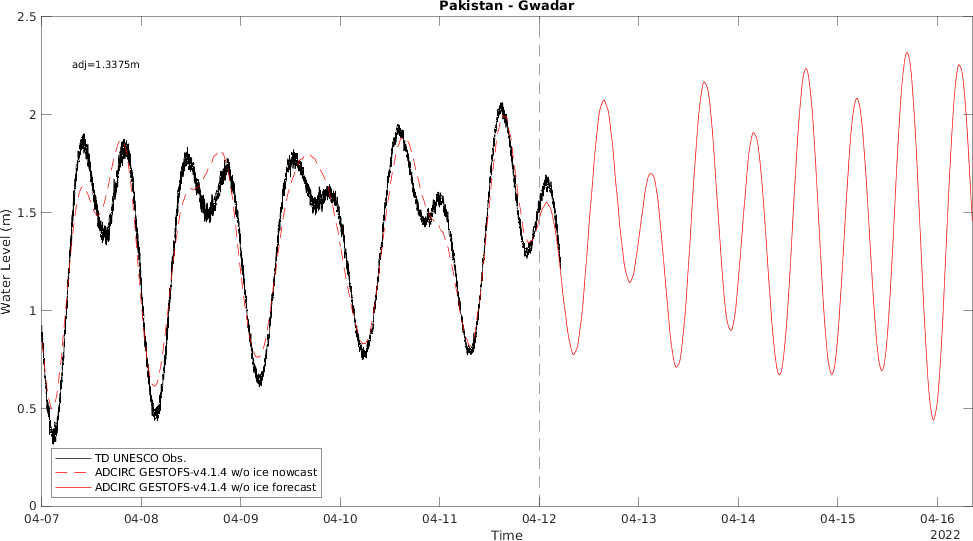 Pakistan - Gwadar
2.5
adj=1.3375m
2
1.5
Water Level (m)
1
0.5
TD UNESCO Obs.
ADCIRC GESTOFS-v4.1.4 w/o ice nowcast
ADCIRC GESTOFS-v4.1.4 w/o ice forecast
0
04-07 04-08 04-09 04-10 04-11 04-12 04-13 04-14 04-15 04-16
Time
2022